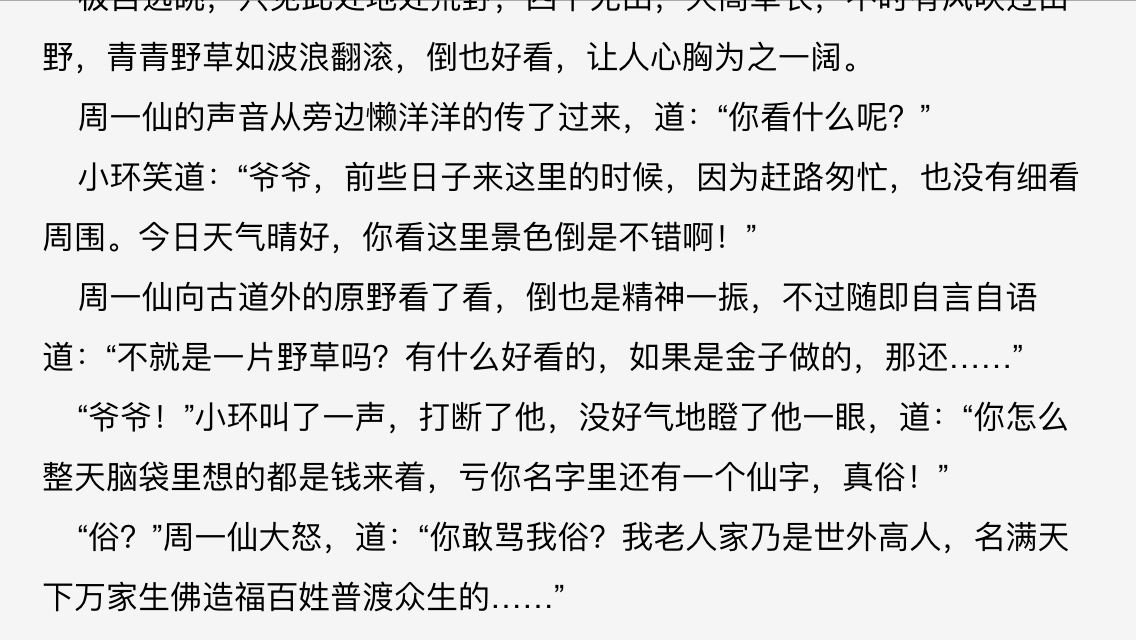 野，青青野草如波浪翻滚，倒也好看，让人心胸为之一阔。
周一仙的声音从旁边懒洋洋的传了过来，道：“你看什么呢？”
小环笑道：“爷爷，前些日子来这里的时候，因为赶路匆忙，也没有细看
周围。今日天气晴好，你看这里景色倒是不错啊！”
周一仙向古道外的原野看了看，倒也是精神一振，不过随即自言自语
道：“不就是一片野草吗？有什么好看的，如果是金子做的，那还……”
“爷爷！”小环叫了一声，打断了他，没好气地瞪了他一眼，道：“你怎么
整天脑袋里想的都是钱来着，亏你名字里还有一个仙字，真俗！”
“俗？”周一仙大怒，道：“你敢骂我俗？我老人家乃是世外高人，名满天
下万家生佛造福百姓普渡众生的……”